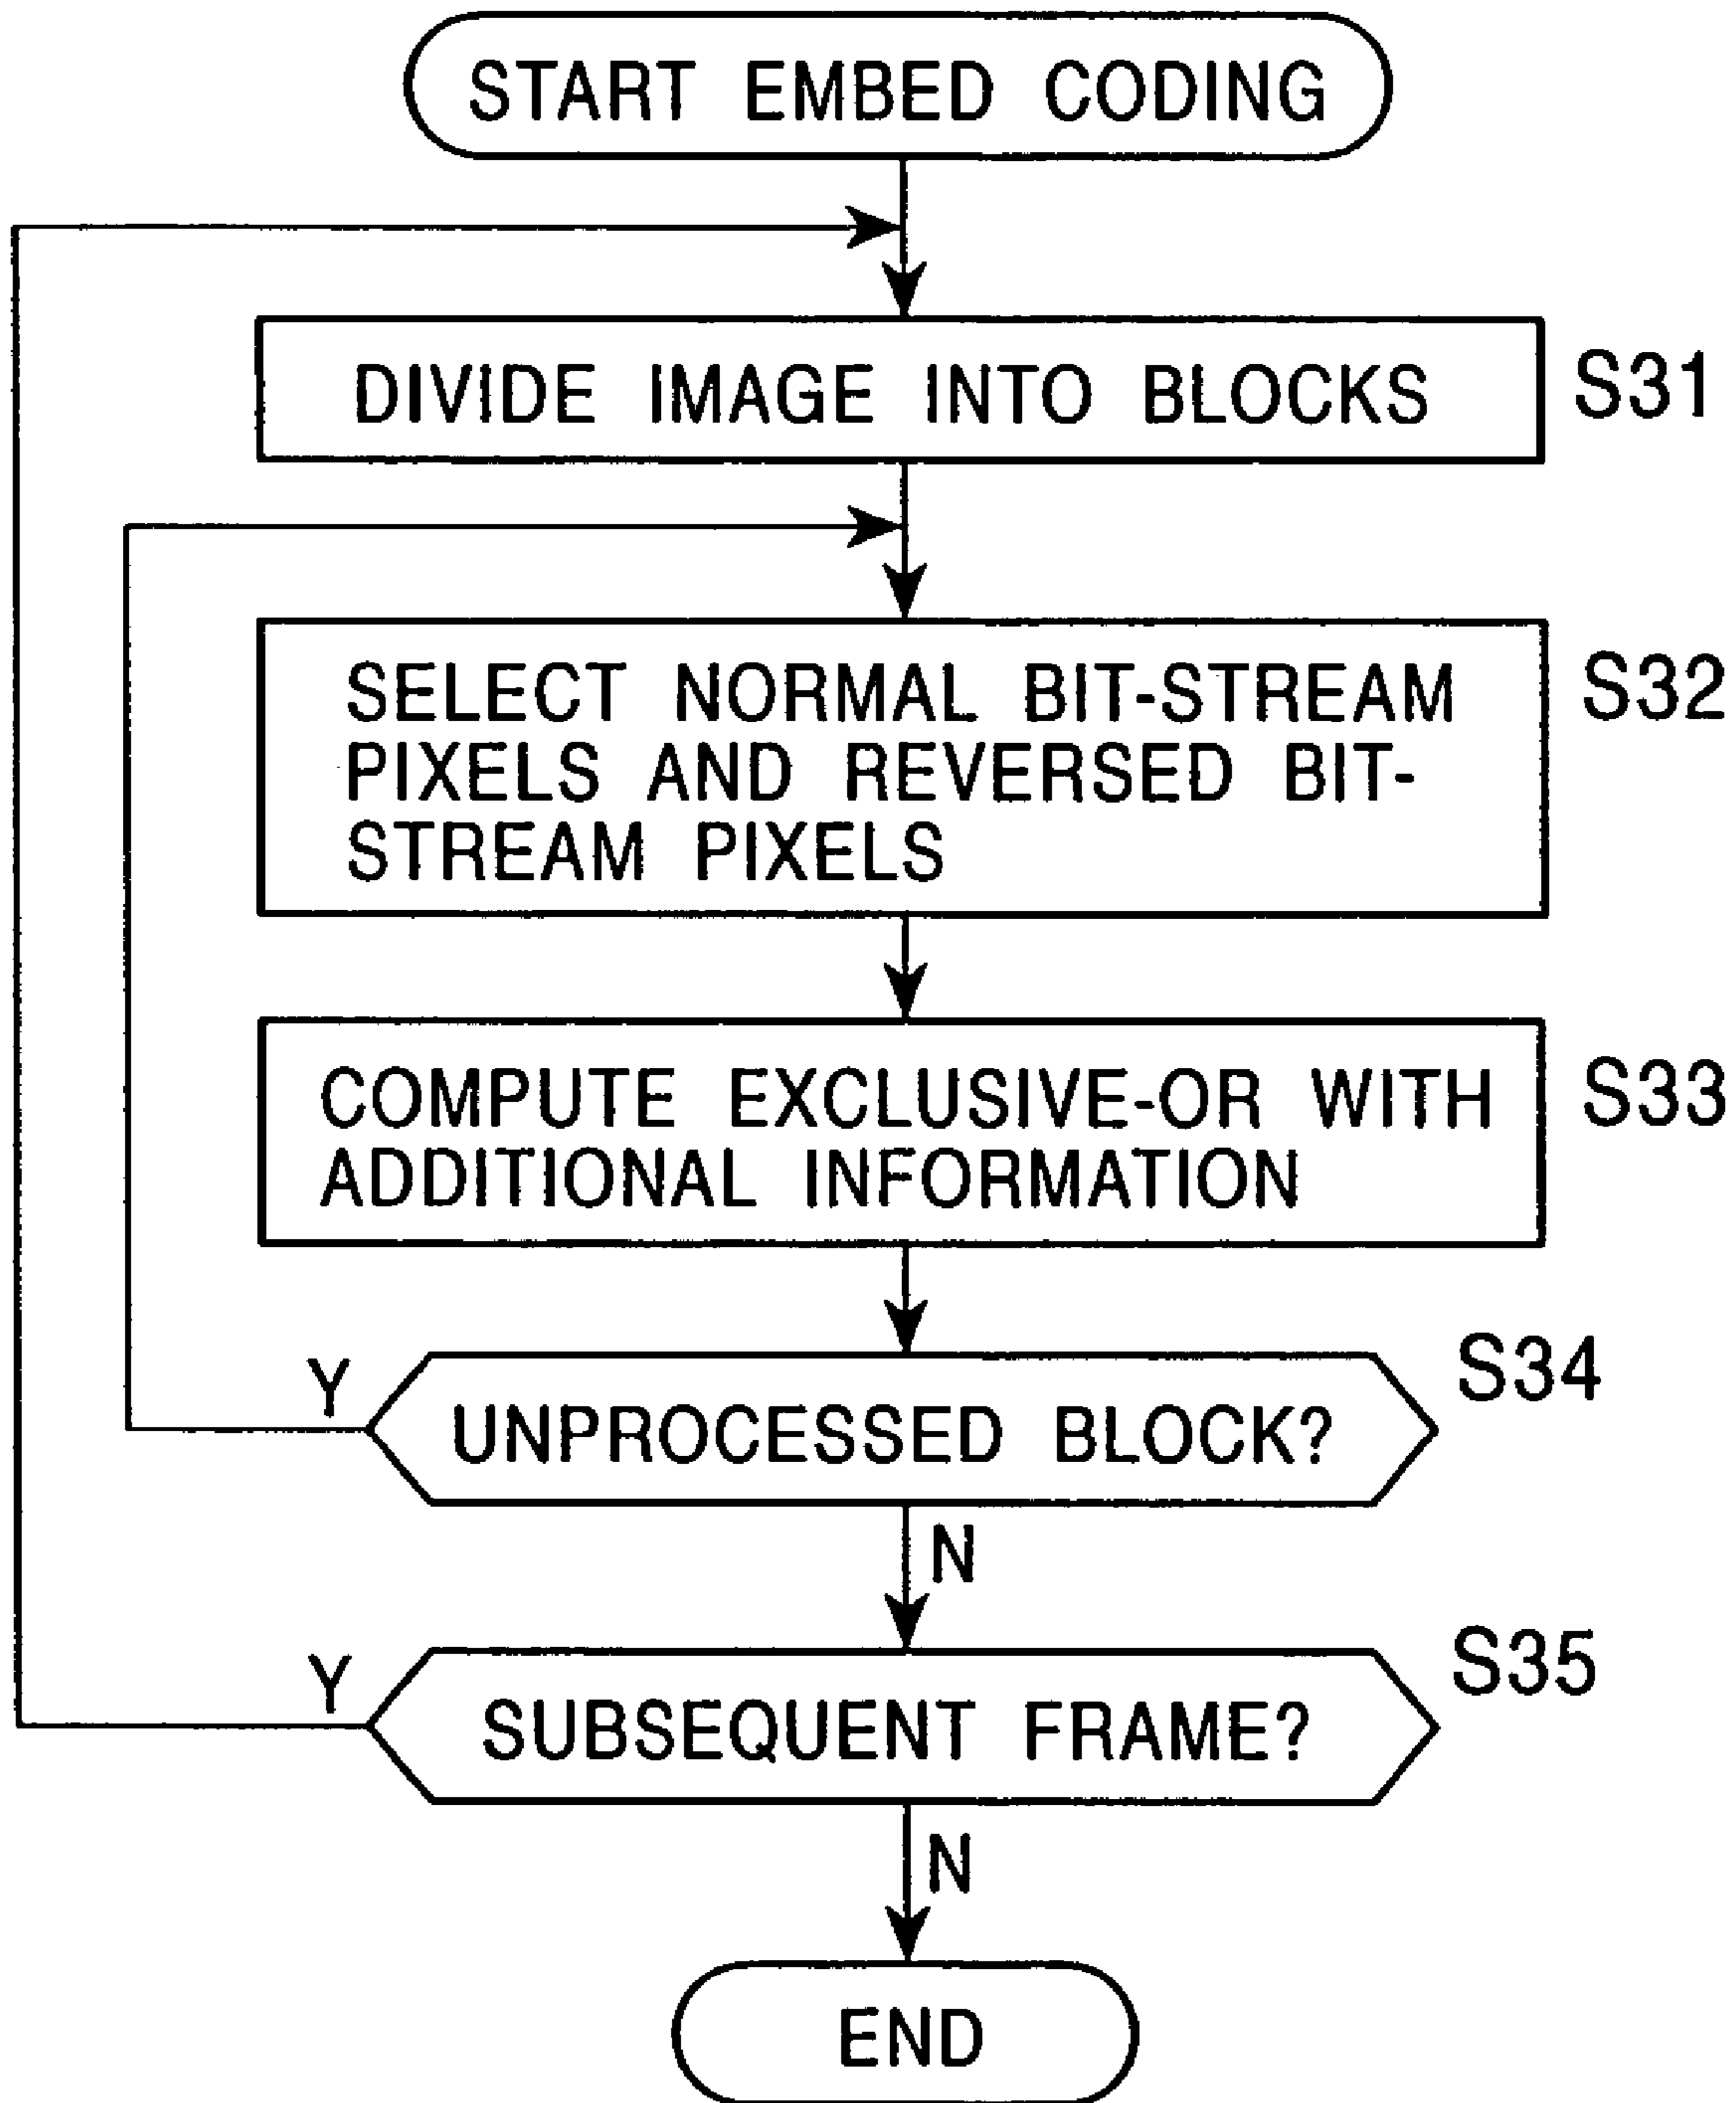 START EMBED CODING
DIVIDE IMAGE INTO BLOCKS
S31
SELECT NORMAL BIT-STREAM
PIXELS AND REVERSED BIT-
STREAM PIXELS
S32
COMPUTE EXCLUSIVE-OR WITH
ADDITIONAL INFORMATION
S33
Y
UNPROCESSED BLOCK?
S34
N
Y
SUBSEQUENT FRAME?
S35
N
END